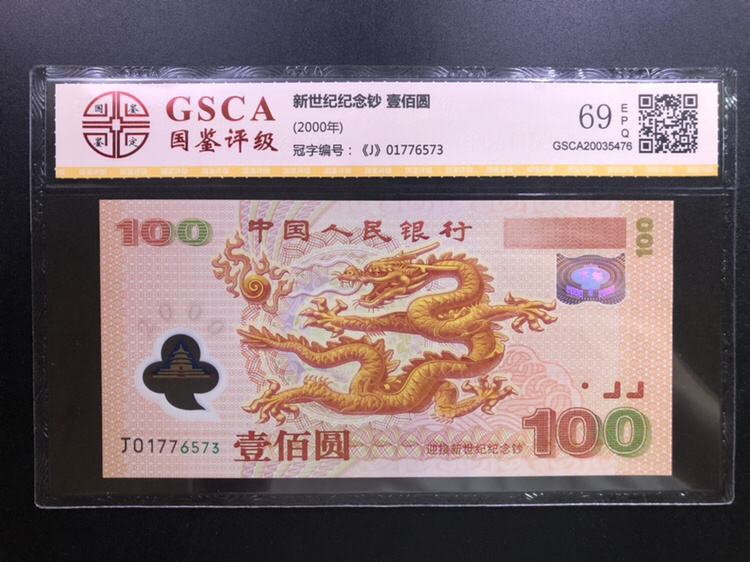 国 鉴
鉴 定
GSCA
国鉴评级
新世纪纪念钞 壹佰圆
(2000年)
冠字编号：《J》01776573
69 EPQ
GSCA20035476
100
中国人民银行
100
2000
J01776573
壹佰圆
迎接新世纪纪念钞
100